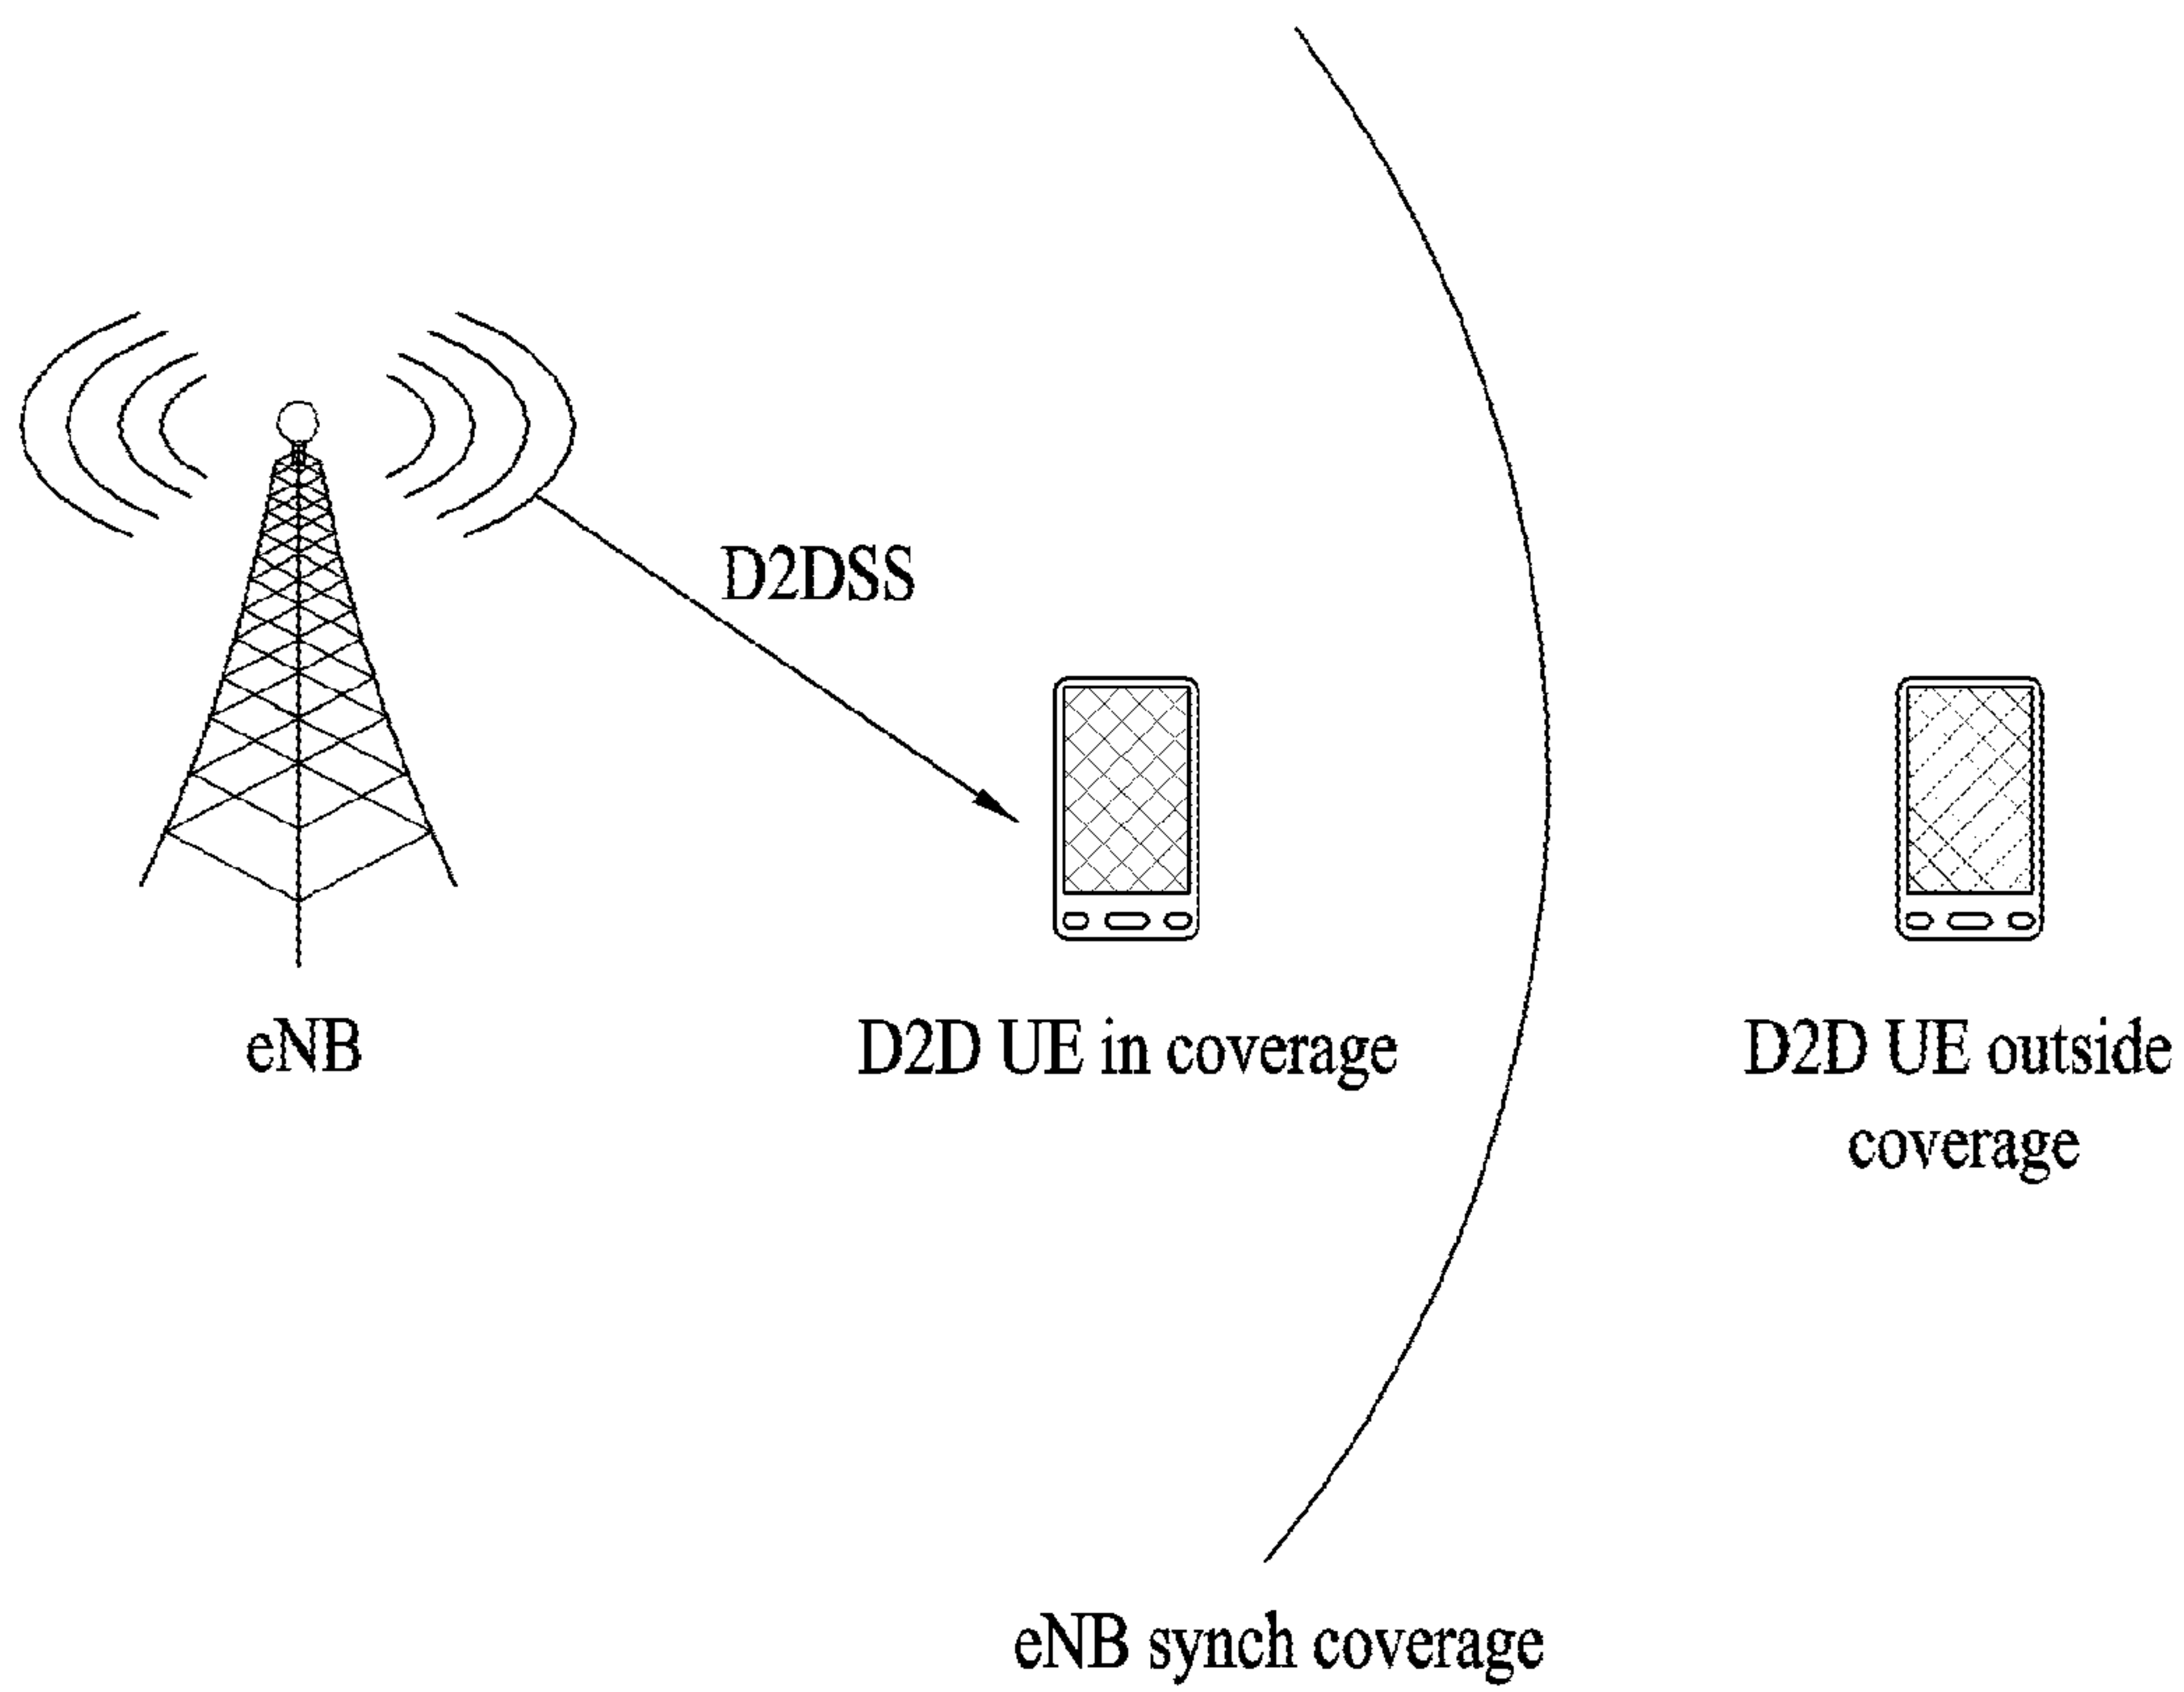 D2DSS
eNB
D2D UE in coverage
D2D UE outside
coverage
eNB synch coverage